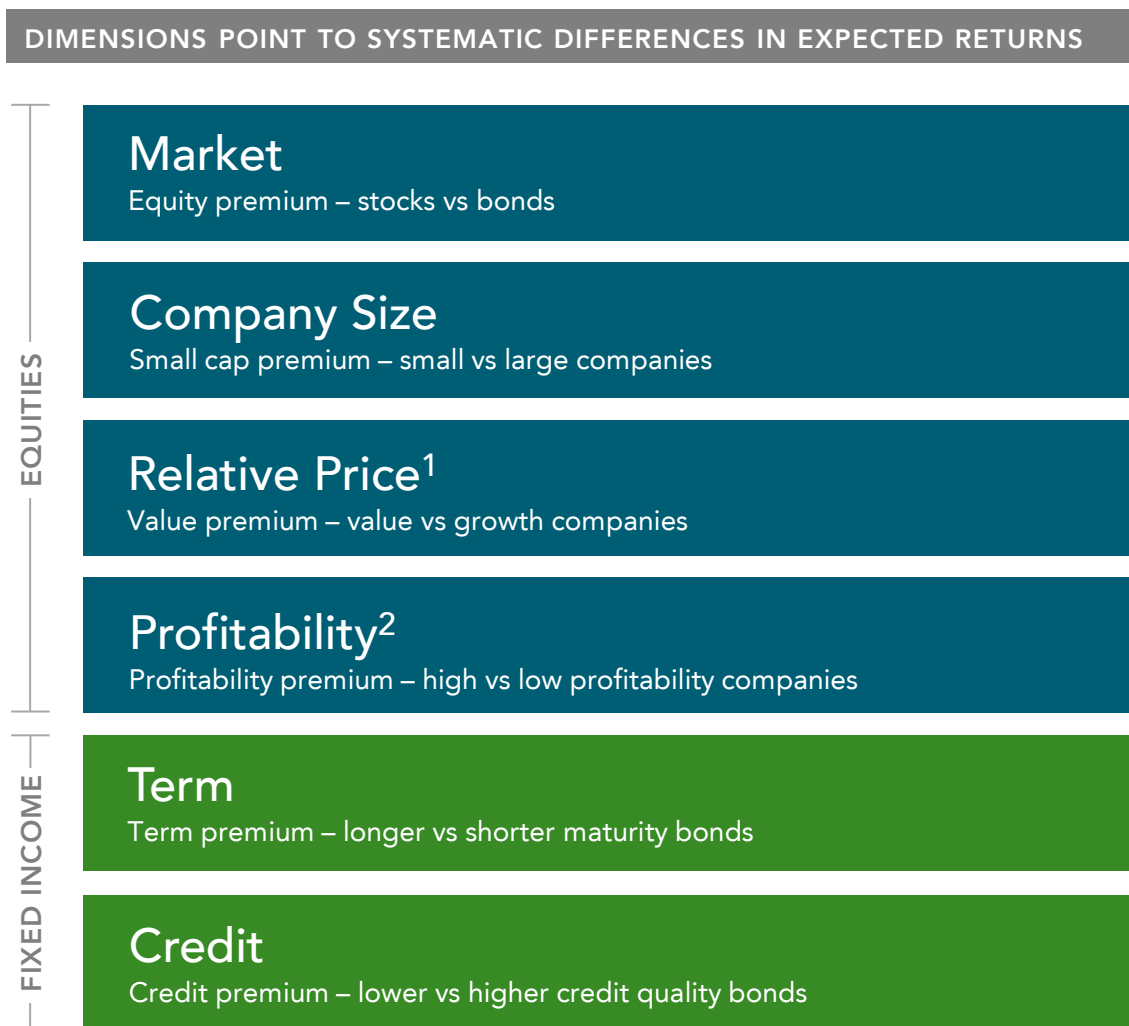 DIMENSIONS POINT TO SYSTEMATIC DIFFERENCES IN EXPECTED RETURNS
EQUITIES
Market
Equity premium – stocks vs bonds
Company Size
Small cap premium – small vs large companies
Relative Price¹
Value premium – value vs growth companies
Profitability²
Profitability premium – high vs low profitability companies
FIXED INCOME
Term
Term premium – longer vs shorter maturity bonds
Credit
Credit premium – lower vs higher credit quality bonds